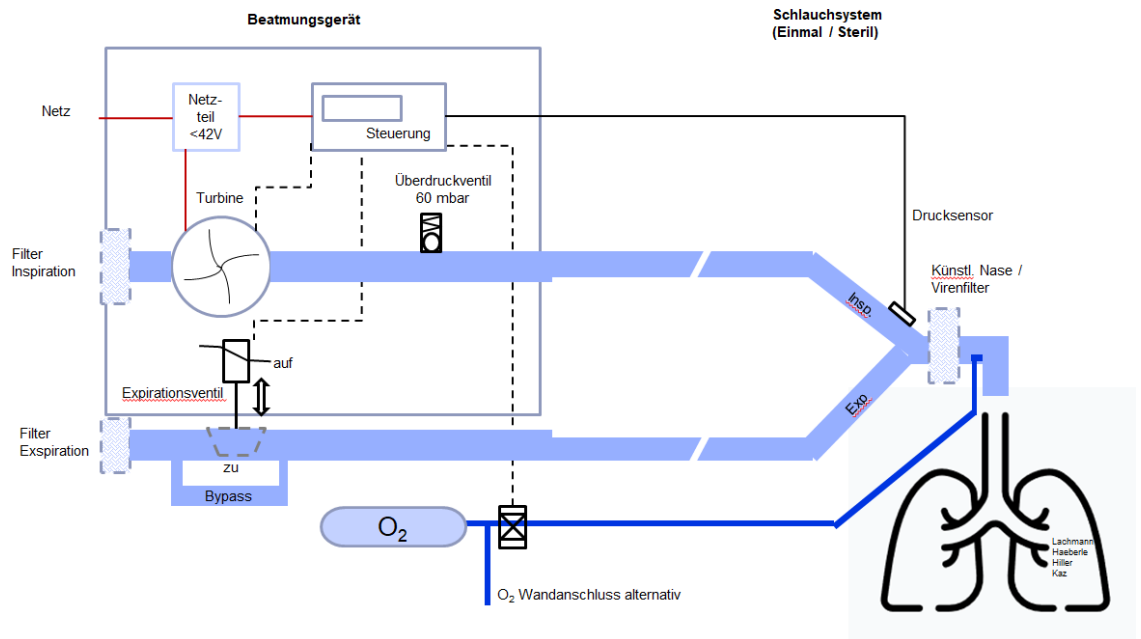 Beatmungsgerät
Schlauchsystem
(Einmal / Steril)
Netz
Netz-
teil
<42V
Steuerung
Turbine
Überdruckventil
60 mbar
Drucksensor
Filter
Inspiration
Künstl. Nase /
Virenfilter
Insp.
auf
Expirationsventil
Exp
Filter
Exspiration
zu
Bypass
O₂
Lachmann
Haeberle
Hiller
Kaz
O₂ Wandanschluss alternativ